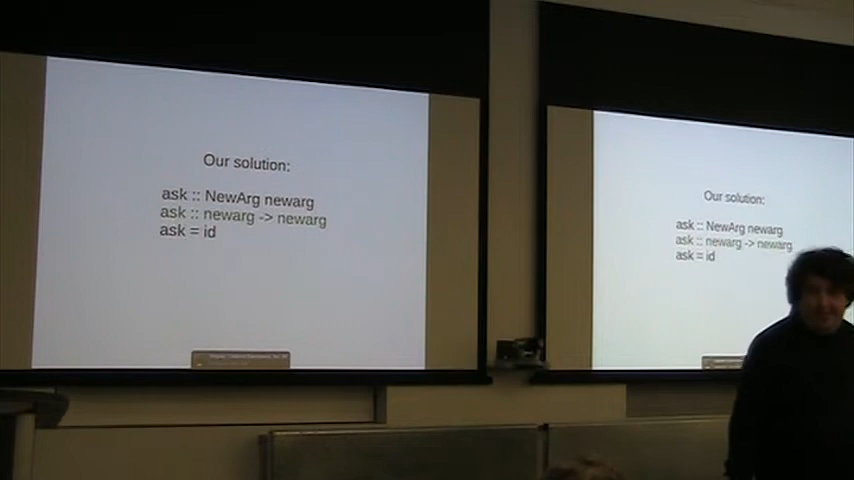 Our solution:
ask :: NewArg newarg
ask :: newarg -> newarg
ask = id
Our solution:
ask :: NewArg newarg
ask :: newarg -> newarg
ask = id